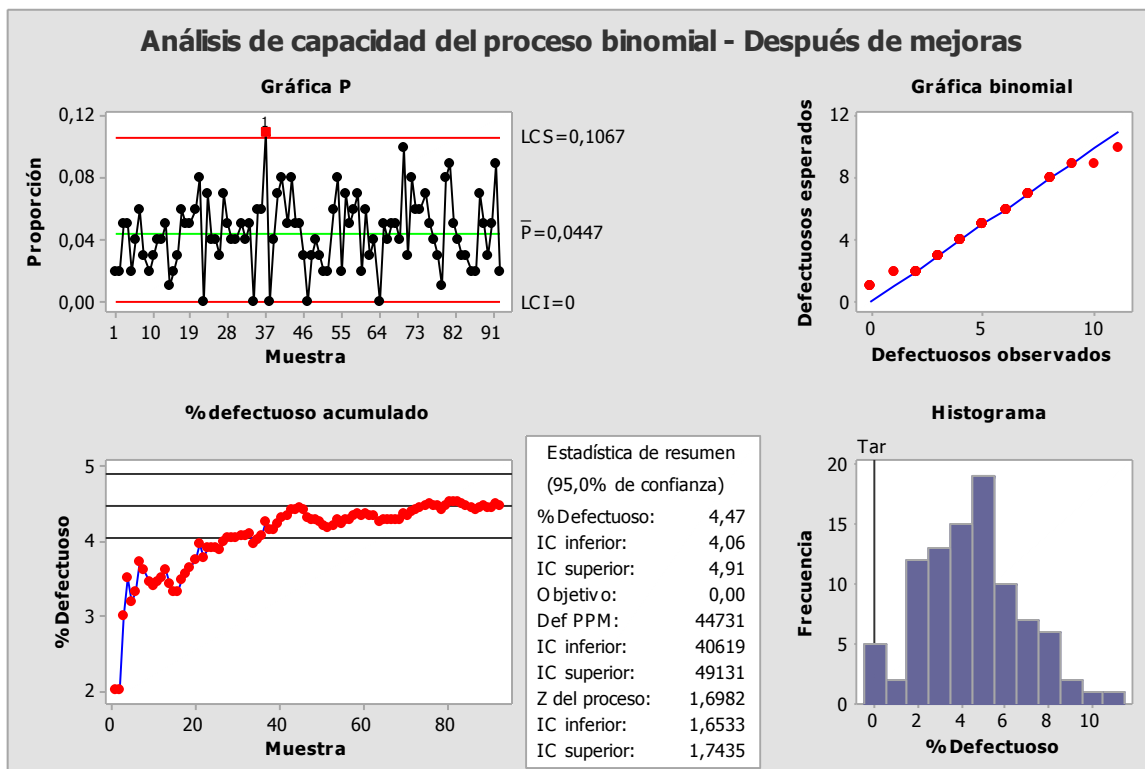 Análisis de capacidad del proceso binomial - Después de mejoras
Gráfica P
Proporción
0,12
0,08
0,04
0,00
1
LCS=0,1067
P̅=0,0447
LCI=0
1 10 19 28 37 46 55 64 73 82 91
Muestra
Gráfica binomial
Defectuosos esperados
12
8
4
0
0 5 10
Defectuosos observados
%defectuoso acumulado
%Defectuoso
5
4
3
2
0 20 40 60 80
Muestra
Estadística de resumen
(95,0% de confianza)
%Defectuoso: 4,47
IC inferior: 4,06
IC superior: 4,91
Objetivo: 0,00
Def PPM: 44731
IC inferior: 40619
IC superior: 49131
Z del proceso: 1,6982
IC inferior: 1,6533
IC superior: 1,7435
Histograma
Tar
Frecuencia
20
15
10
5
0
0 2 4 6 8 10
%Defectuoso